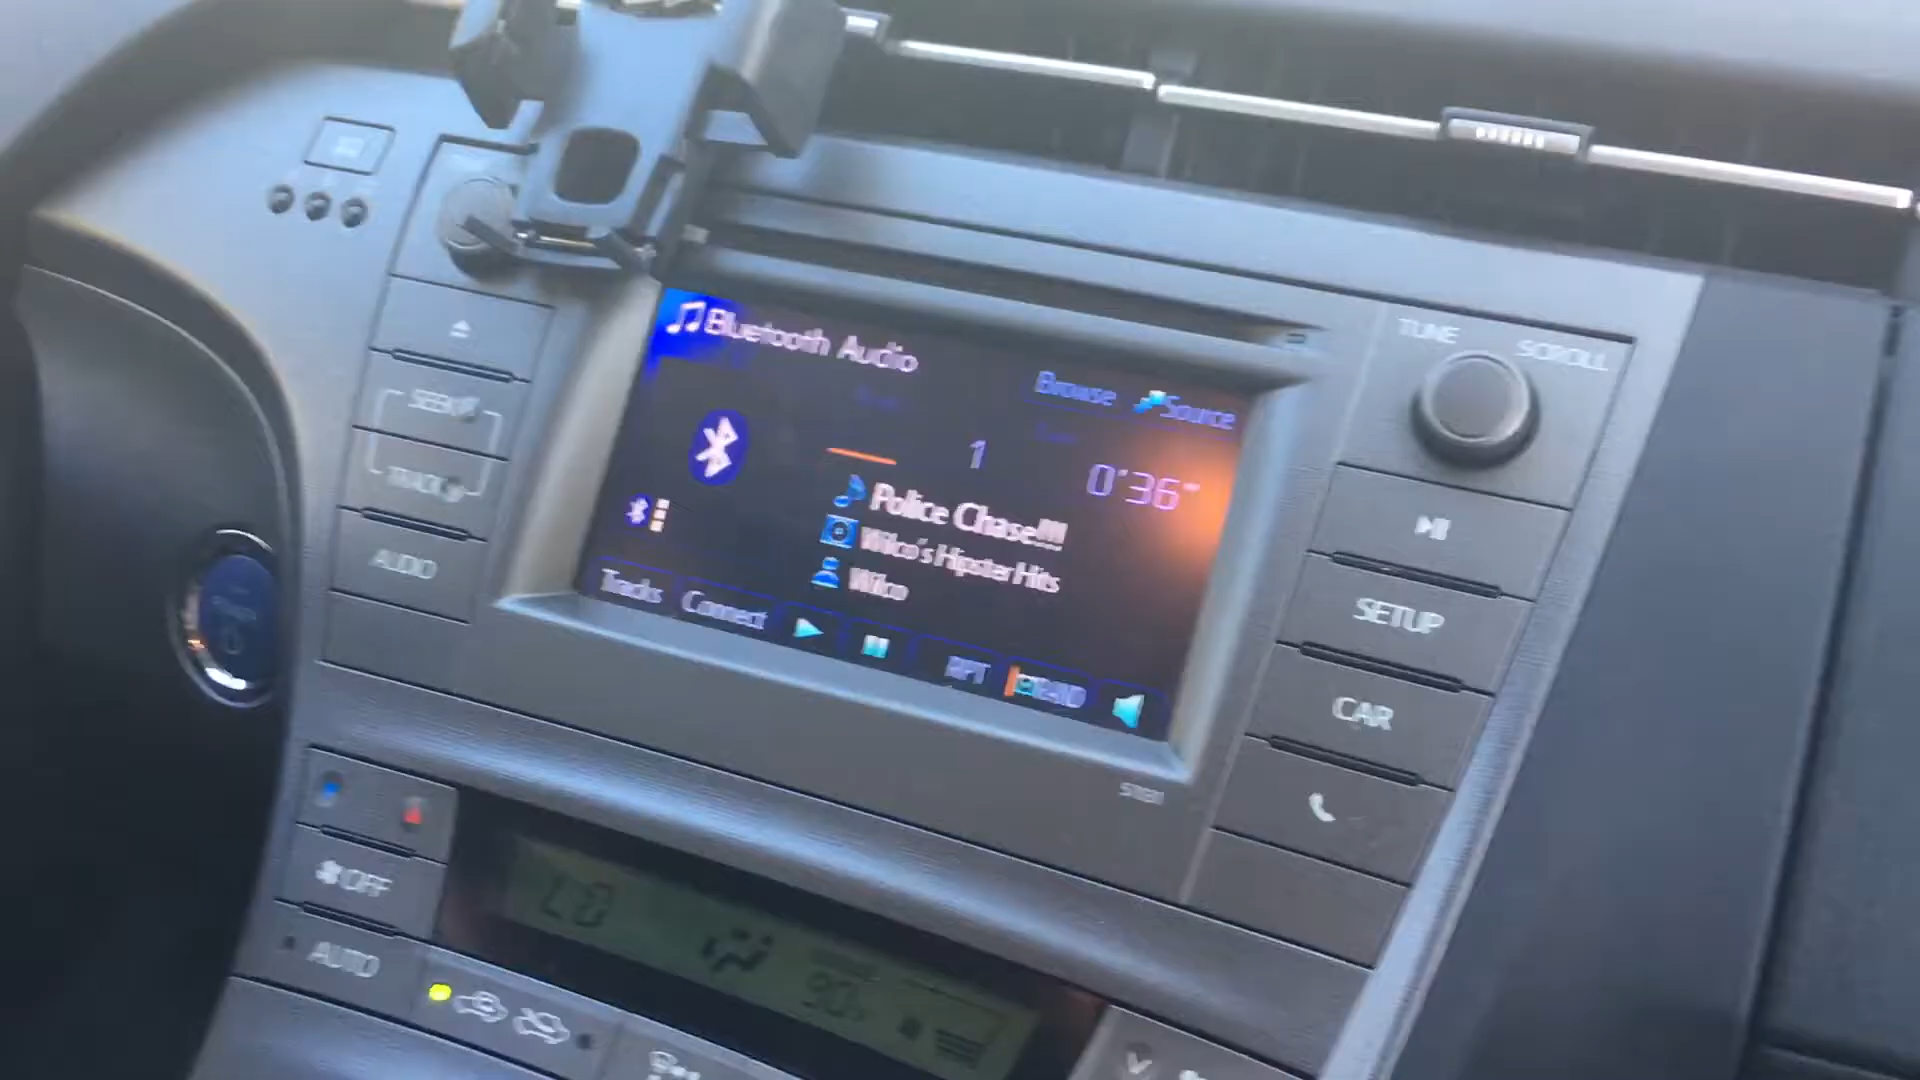 TUNE SCROLL
Bluetooth Audio
Browse Source
1 0'36"
Police Chase!!!
Wilco's Hipster Hits
Wilco
Tracks Connect
RPT RAND
SEEK
TRACK
AUDIO
POWER
SETUP
CAR
OFF
AUTO